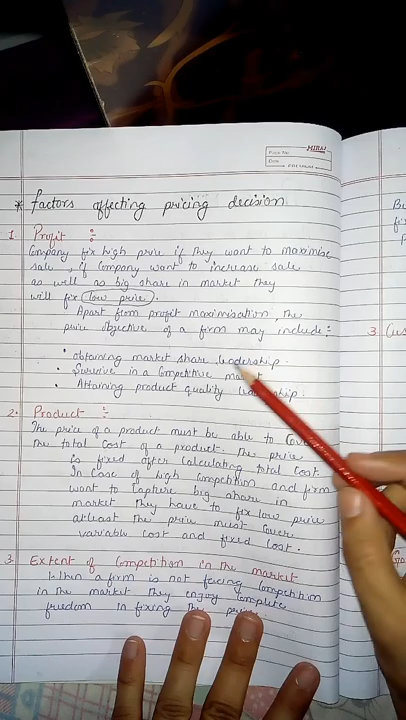 MIRAJ
Page No.
Date
PREMIUM
* factors affecting pricing decision
1. Profit :-
Company fix high price if they want to maximise
sale, if Company want to increase sale
as well as big share in market they
will fix low price.
Apart from profit maximisation, the
price objective of a firm may include :-
• obtaining market share leadership.
• Survive in a Competitive market
• Attaining product quality leadership.
2. Product :-
The price of a product must be able to Cover
the total cost of a product. The price
is fixed after calculating total cost.
In Case of high Competition and firm
want to Capture big share in
market they have to fix low price
atleast the price must Cover
variable Cost and fixed Cost.
3. Extent of Competition in the market
When a firm is not facing Competition
in the market they enjoy Complete
freedom in fixing the price.
Bu
3.